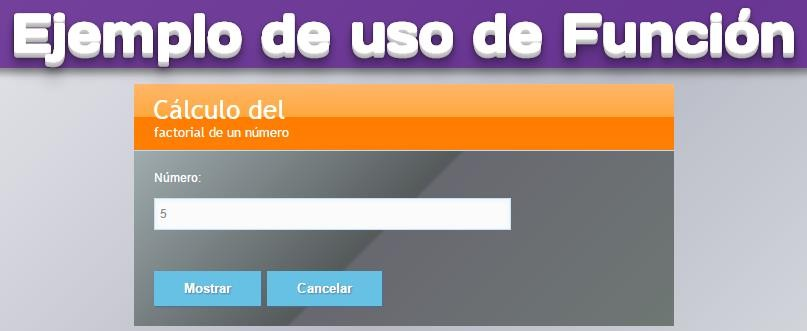 Ejemplo de uso de Función
Cálculo del
factorial de un número
Número:
5
Mostrar Cancelar